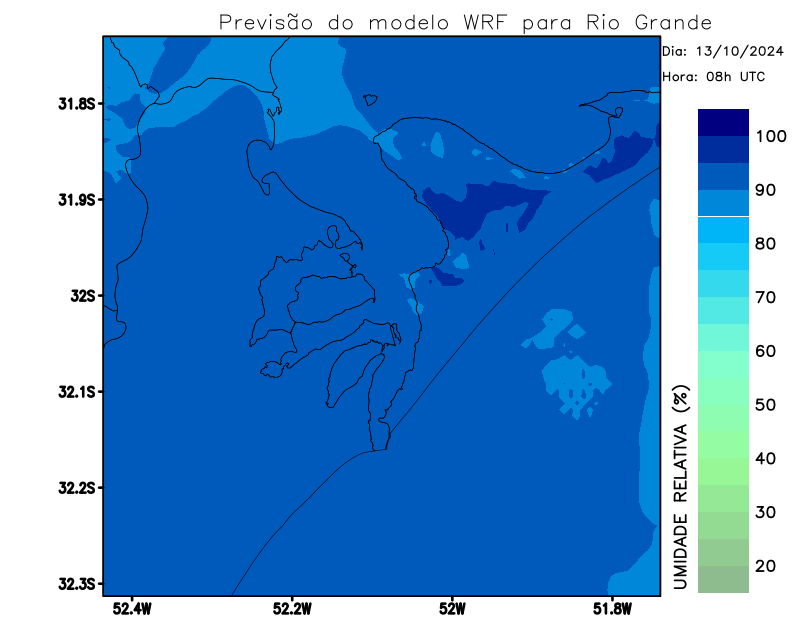 Previsão do modelo WRF para Rio Grande
Dia: 13/10/2024
Hora: 08h UTC
31.8S
31.9S
32S
32.1S
32.2S
32.3S
52.4W
52.2W
52W
51.8W
100
90
80
70
60
50
40
30
20
UMIDADE RELATIVA (%)